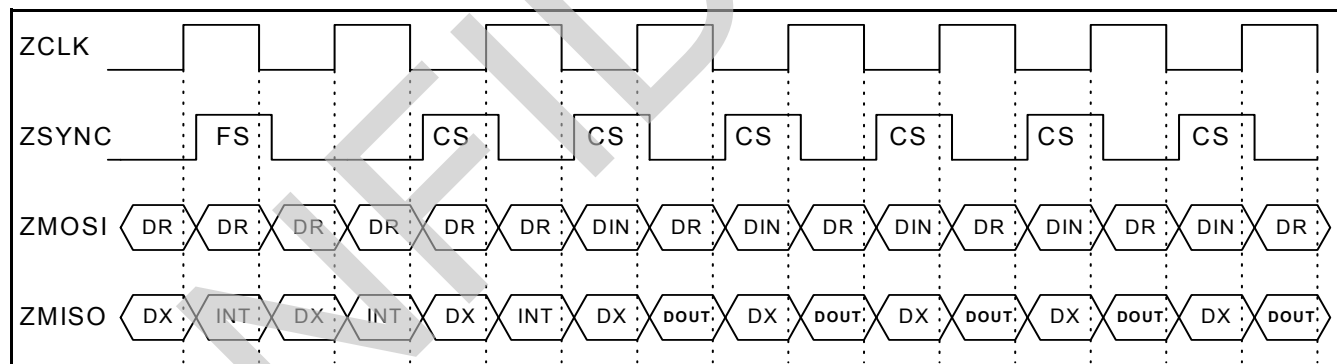 ZCLK
ZSYNC FS CS CS CS CS CS CS
ZMOSI DR DR DR DR DR DR DIN DR DIN DR DIN DR DIN DR DIN DR
ZMISO DX INT DX INT DX INT DX DOUT DX DOUT DX DOUT DX DOUT DX DOUT
NFID